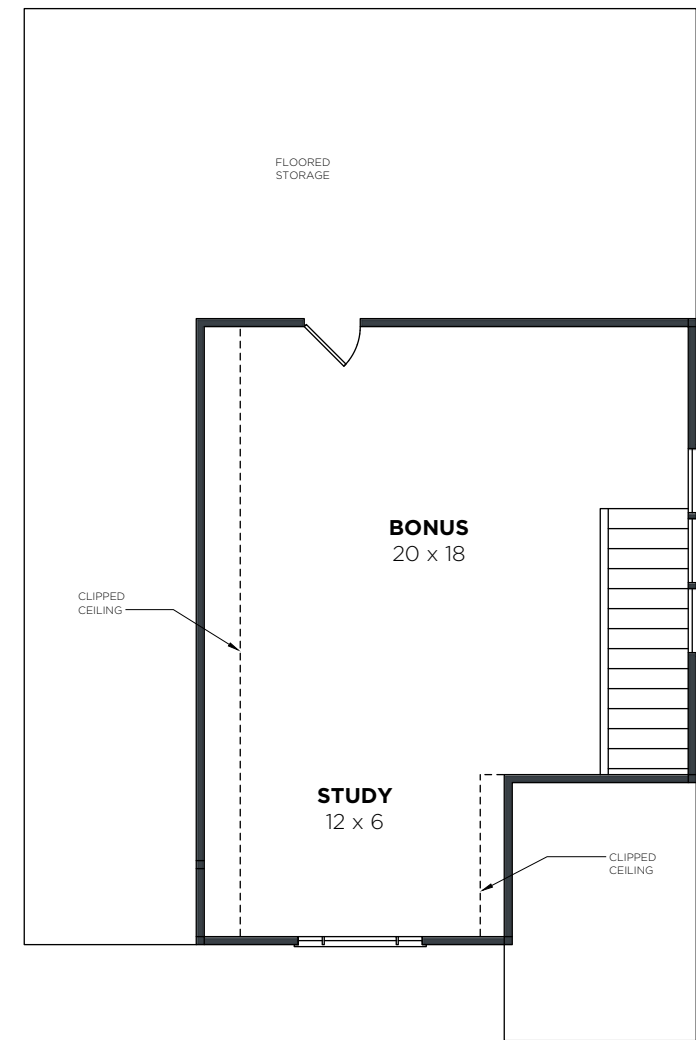 FLOORED
STORAGE
BONUS
20 x 18
CLIPPED
CEILING
STUDY
12 x 6
CLIPPED
CEILING